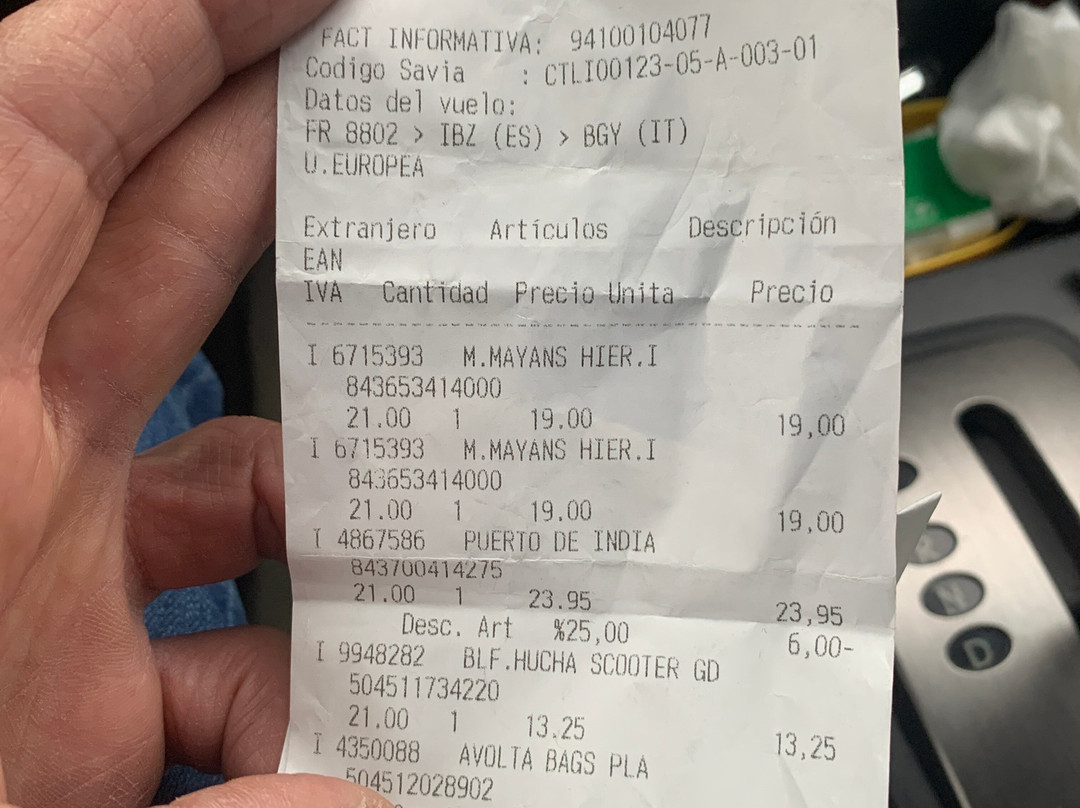 FACT INFORMATIVA: 94100104077
Codigo Savia : CTLI00123-05-A-003-01
Datos del vuelo:
FR 8802 > IBZ (ES) > BGY (IT)
U.EUROPEA
Extranjero Artículos Descripción
EAN
IVA Cantidad Precio Unita Precio
I 6715393 M.MAYANS HIER.I
843653414000
21.00 1 19.00 19,00
I 6715393 M.MAYANS HIER.I
843653414000
21.00 1 19.00 19,00
I 4867586 PUERTO DE INDIA
843700414275
21.00 1 23.95 23,95
Desc. Art %25,00 6,00-
I 9948282 BLF.HUCHA SCOOTER GD
504511734220
21.00 1 13.25 13,25
I 4350088 AVOLTA BAGS PLA
504512028902
R
N
D